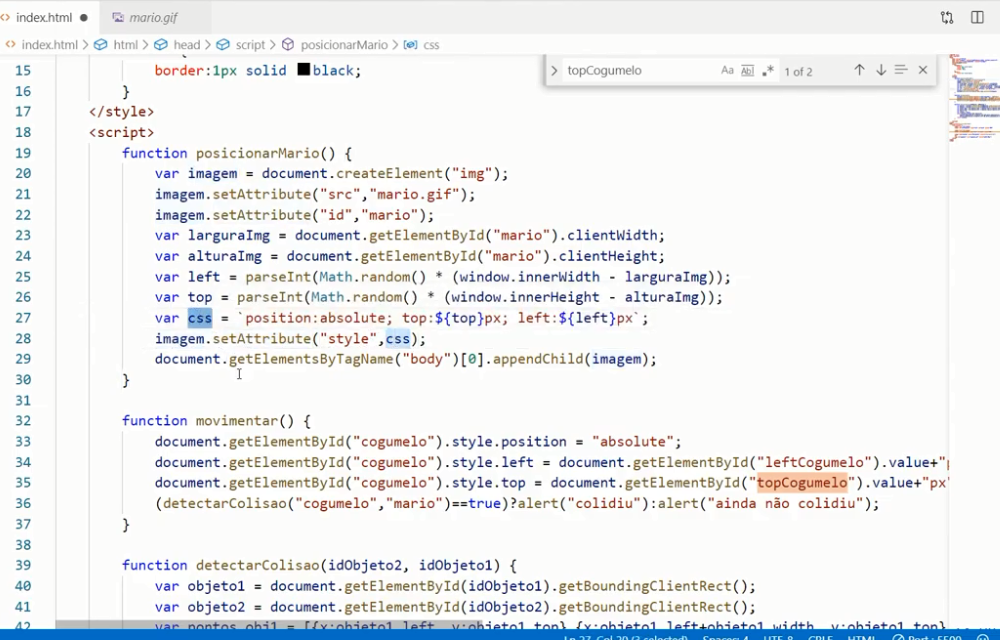 index.html mario.gif
index.html html head script posicionarMario css
topCogumelo Aa Abl .* 1 of 2
15 border:1px solid black;
16 }
17 </style>
18 <script>
19 function posicionarMario() {
20 var imagem = document.createElement("img");
21 imagem.setAttribute("src","mario.gif");
22 imagem.setAttribute("id","mario");
23 var larguraImg = document.getElementById("mario").clientWidth;
24 var alturaImg = document.getElementById("mario").clientHeight;
25 var left = parseInt(Math.random() * (window.innerWidth - larguraImg));
26 var top = parseInt(Math.random() * (window.innerHeight - alturaImg));
27 var css = `position:absolute; top:${top}px; left:${left}px`;
28 imagem.setAttribute("style",css);
29 document.getElementsByTagName("body")[0].appendChild(imagem);
30 }
31
32 function movimentar() {
33 document.getElementById("cogumelo").style.position = "absolute";
34 document.getElementById("cogumelo").style.left = document.getElementById("leftCogumelo").value+"p
35 document.getElementById("cogumelo").style.top = document.getElementById("topCogumelo").value+"px"
36 (detectarColisao("cogumelo","mario")==true)?alert("colidiu"):alert("ainda não colidiu");
37 }
38
39 function detectarColisao(idObjeto2, idObjeto1) {
40 var objeto1 = document.getElementById(idObjeto1).getBoundingClientRect();
41 var objeto2 = document.getElementById(idObjeto2).getBoundingClientRect();
42 var pontos_obj1 = [{x:objeto1.left, y:objeto1.top},{x:objeto1.left+objeto1.width, y:objeto1.top
Ln 27, Col 20 (3 selected) Spaces: 4 UTF-8 CRLF HTML Port : 5500